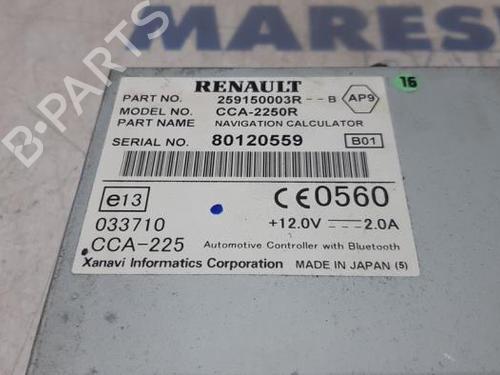 MARES
RENAULT
PART NO. 259150003R--B AP9
MODEL NO. CCA-2250R
PART NAME NAVIGATION CALCULATOR
SERIAL NO. 80120559 B01
16
e13 CE0560
033710 +12.0V 2.0A
CCA-225 Automotive Controller with Bluetooth
Xanavi Informatics Corporation MADE IN JAPAN (5)
B-PARTS